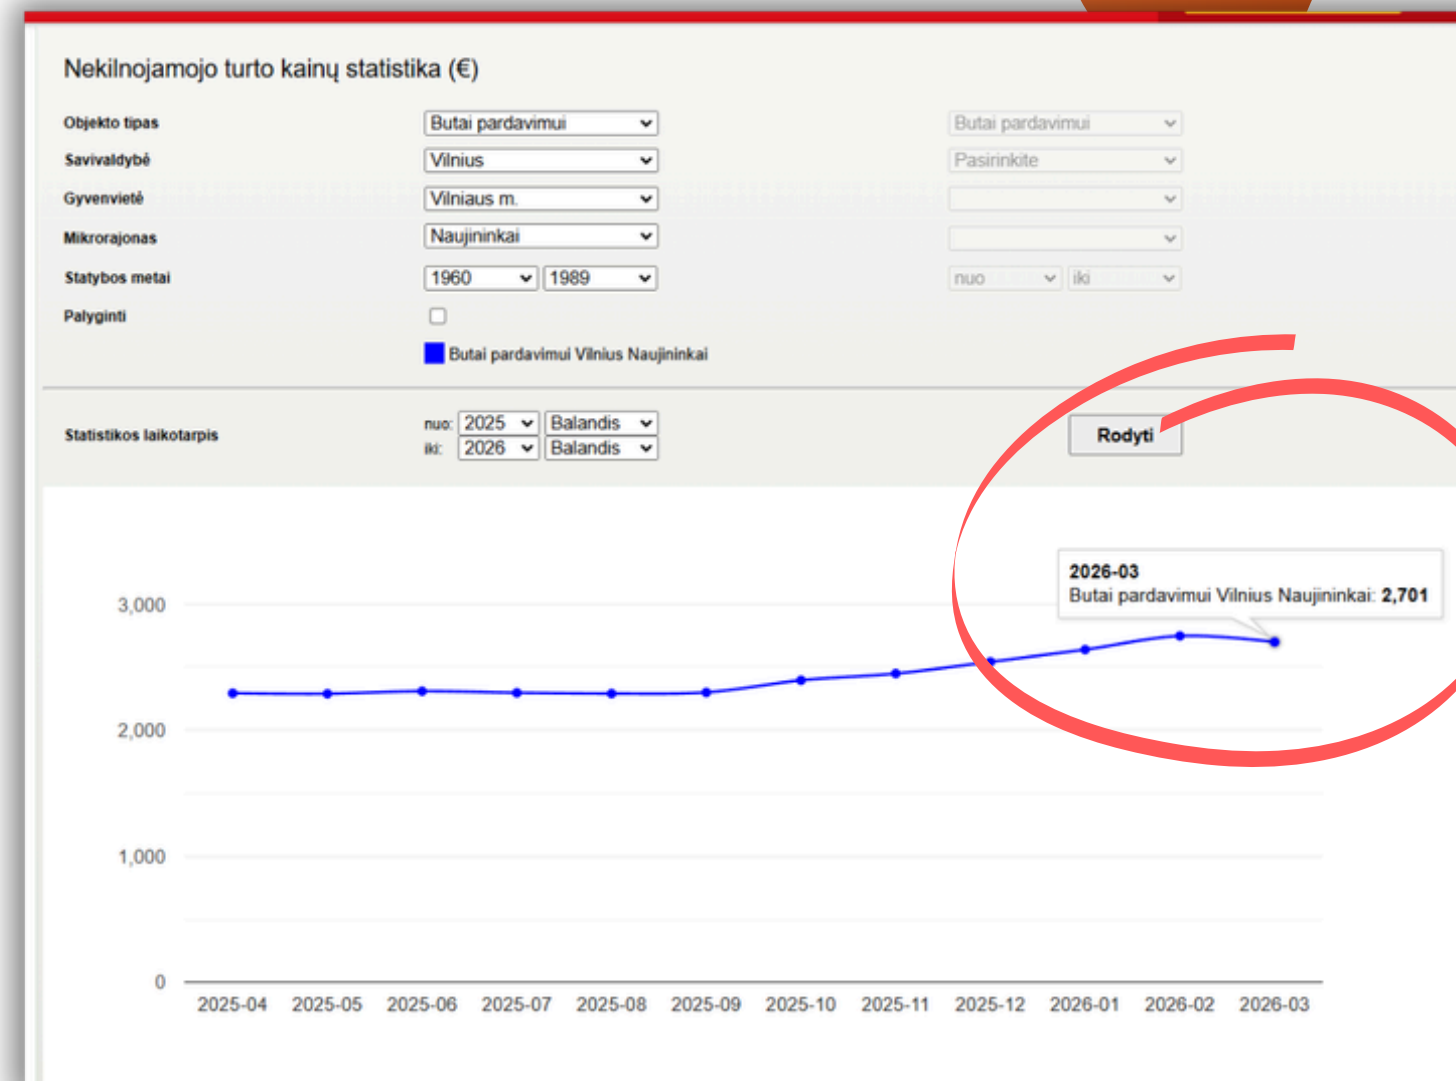 Nekilnojamojo turto kainų statistika (€)
Objekto tipas Butai pardavimui Butai pardavimui
Savivaldybė Vilnius Pasirinkite
Gyvenvietė Vilniaus m.
Mikrorajonas Naujininkai
Statybos metai 1960 1989 nuo iki
Palyginti
Butai pardavimui Vilnius Naujininkai
Statistikos laikotarpis nuo: 2025 Balandis
iki: 2026 Balandis
Rodyti
2026-03
Butai pardavimui Vilnius Naujininkai: 2,701
3,000
2,000
1,000
0
2025-04 2025-05 2025-06 2025-07 2025-08 2025-09 2025-10 2025-11 2025-12 2026-01 2026-02 2026-03